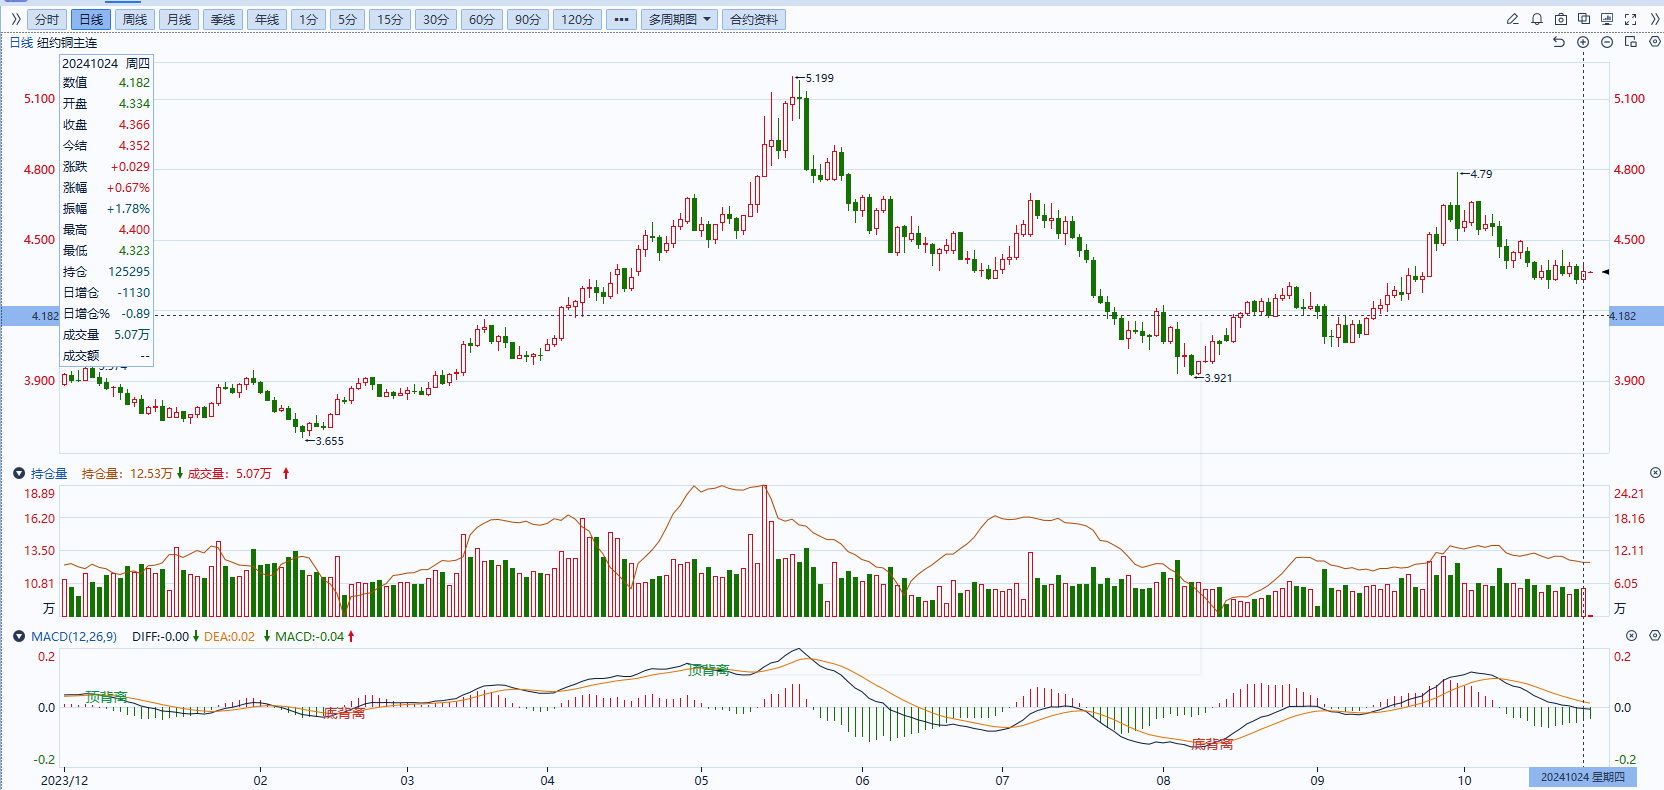 分时 日线 周线 月线 季线 年线 1分 5分 15分 30分 60分 90分 120分 ••• 多周期图 合约资料
日线 纽约铜主连
20241024 周四
数值 4.182
开盘 4.334
收盘 4.366
今结 4.352
涨跌 +0.029
涨幅 +0.67%
振幅 +1.78%
最高 4.400
最低 4.323
持仓 125295
日增仓 -1130
日增仓% -0.89
成交量 5.07万
成交额 --
5.199
5.100 5.100
4.800 4.800
4.79
4.500 4.500
4.182 4.182
3.921
3.900 3.900
3.655
持仓量 持仓量: 12.53万 成交量: 5.07万
18.89 24.21
16.20 18.16
13.50 12.11
10.81 6.05
万 万
MACD(12,26,9) DIFF:-0.00 DEA:0.02 MACD:-0.04
0.2 0.2
顶背离
顶背离
0.0 0.0
底背离
底背离
-0.2 -0.2
2023/12 02 03 04 05 06 07 08 09 10 20241024 星期四